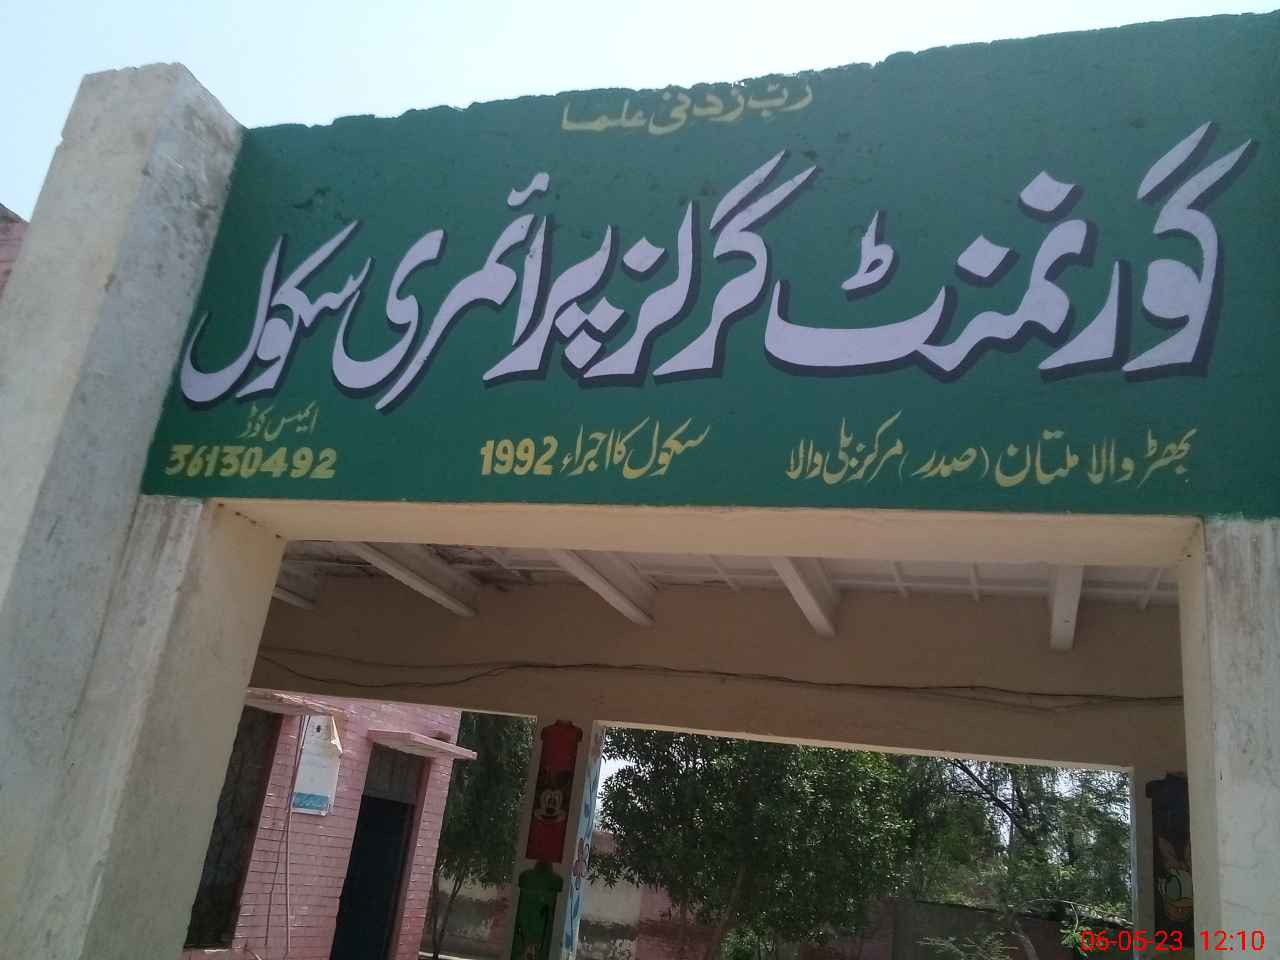 ربّ زدنی علما
گورنمنٹ گرلز پرائمری سکول
بھڑ والا ملتان (صدر) مرکز بلی والا
سکول کا اجراء 1992
ایمس کوڈ
36130492
06-05-23 12:10